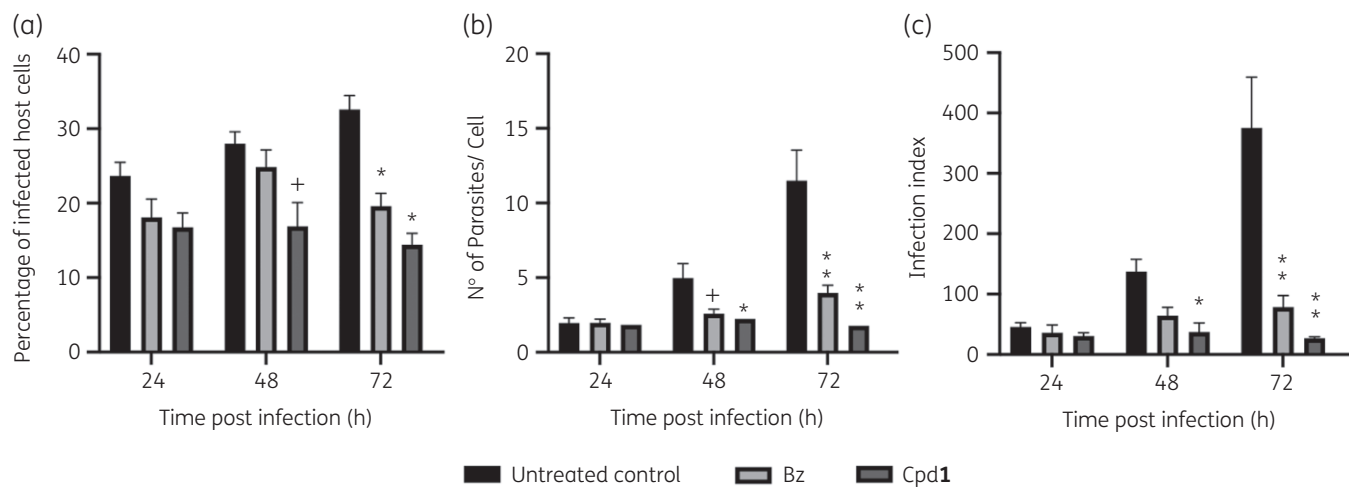 (a)
Percentage of infected host cells
40
30
20
10
0
+
*
*
24 48 72
Time post infection (h)
(b)
N° of Parasites/ Cell
20
15
10
5
0
+
*
*
*
*
*
24 48 72
Time post infection (h)
(c)
Infection index
500
400
300
200
100
0
*
*
*
*
*
24 48 72
Time post infection (h)
Untreated control Bz Cpd1